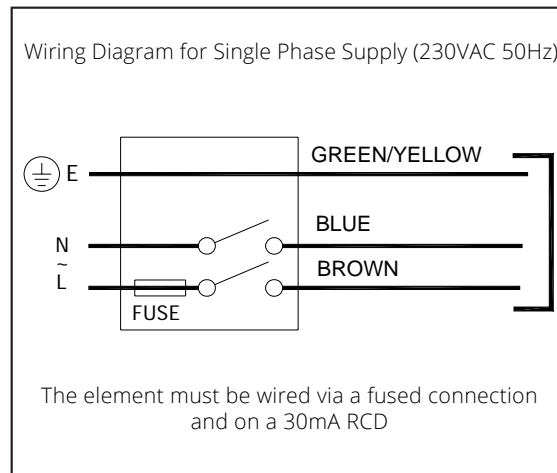 Wiring Diagram for Single Phase Supply (230VAC 50Hz)
GREEN/YELLOW
E
BLUE
N
~
BROWN
L
FUSE
The element must be wired via a fused connection
and on a 30mA RCD